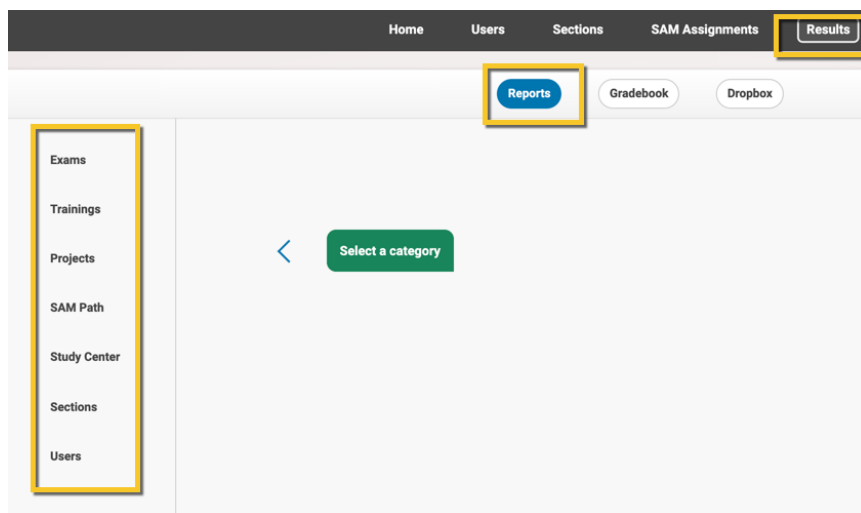 Home Users Sections SAM Assignments Results
Reports Gradebook Dropbox
Exams
Trainings
Projects
Select a category
SAM Path
Study Center
Sections
Users